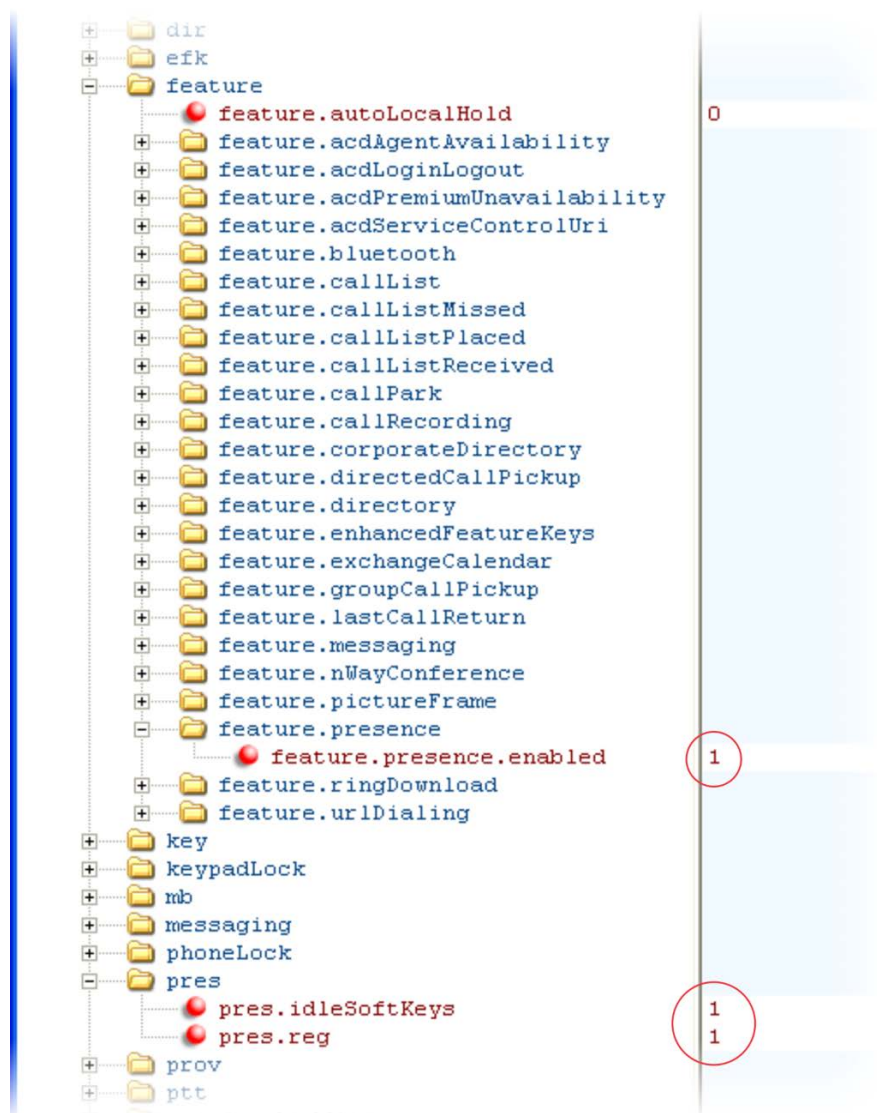 dir
efk
feature
feature.autoLocalHold 0
feature.acdAgentAvailability
feature.acdLoginLogout
feature.acdPremiumUnavailability
feature.acdServiceControlUri
feature.bluetooth
feature.callList
feature.callListMissed
feature.callListPlaced
feature.callListReceived
feature.callPark
feature.callRecording
feature.corporateDirectory
feature.directedCallPickup
feature.directory
feature.enhancedFeatureKeys
feature.exchangeCalendar
feature.groupCallPickup
feature.lastCallReturn
feature.messaging
feature.nWayConference
feature.pictureFrame
feature.presence
feature.presence.enabled 1
feature.ringDownload
feature.urlDialing
key
keypadLock
mb
messaging
phoneLock
pres
pres.idleSoftKeys 1
pres.reg 1
prov
ptt